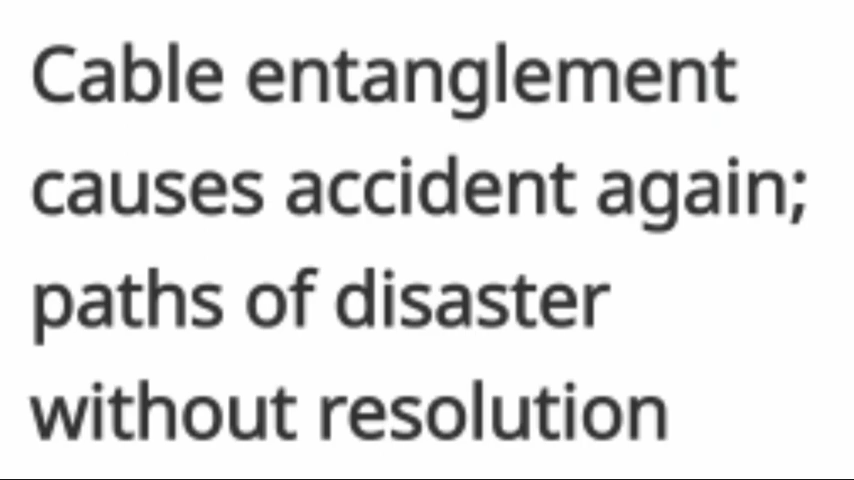 Cable entanglement
causes accident again;
paths of disaster
without resolution